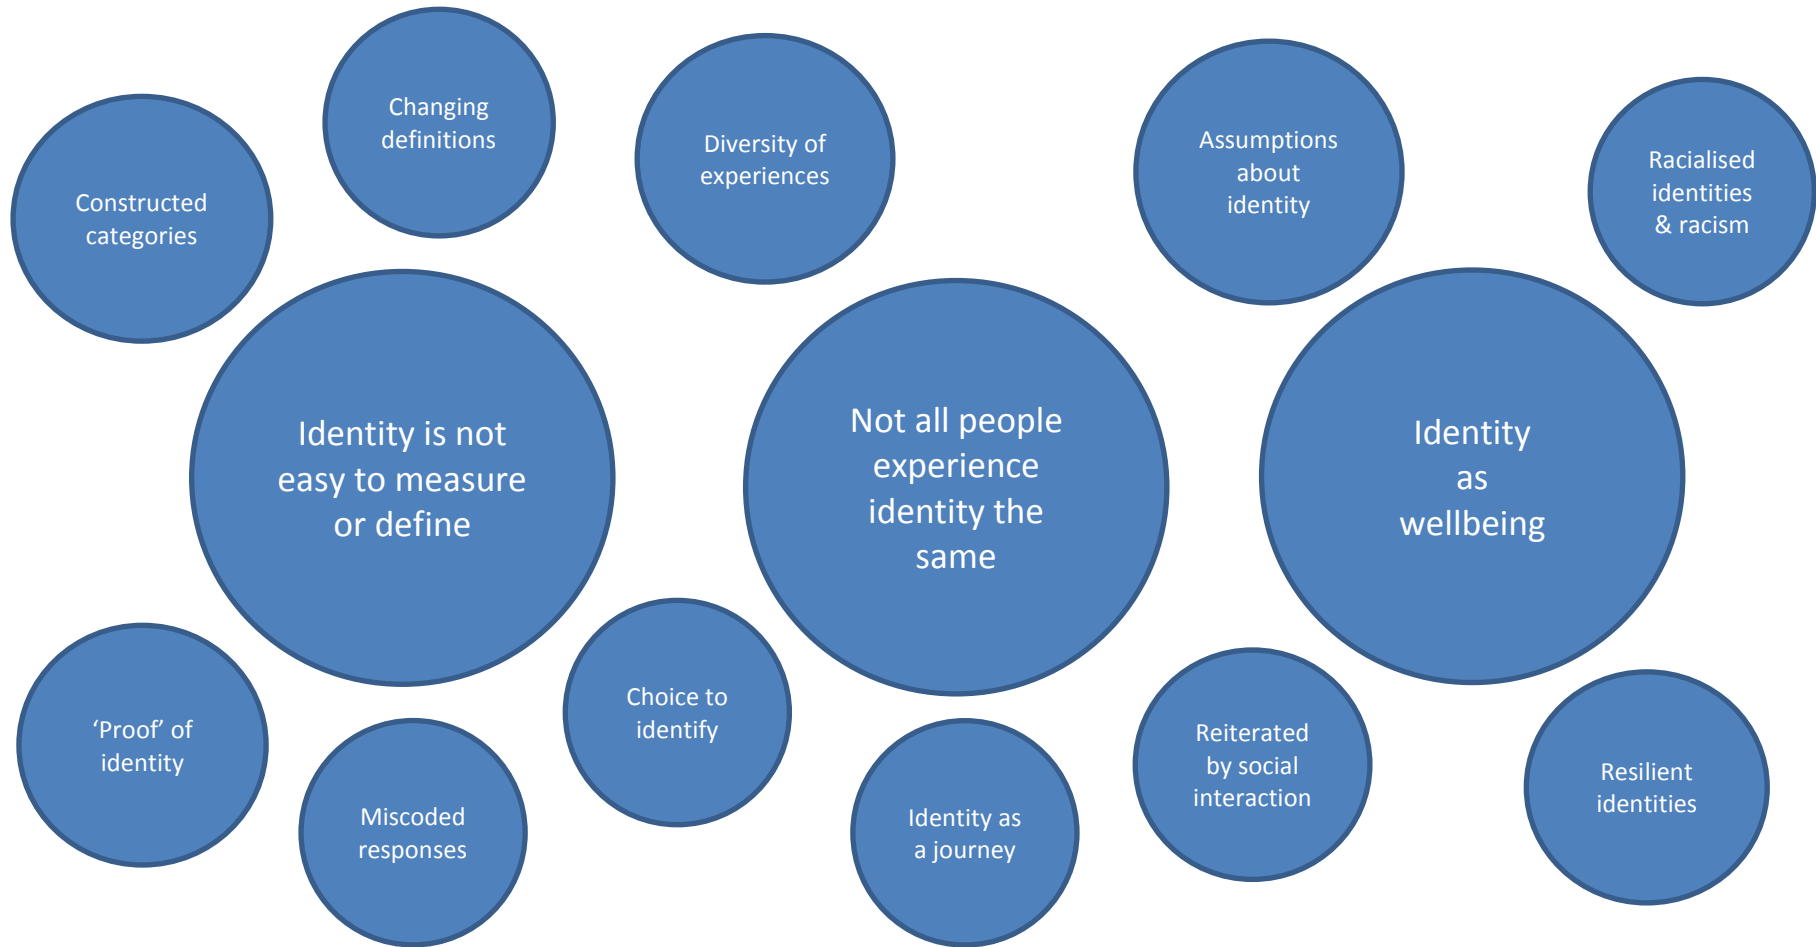 Changing
definitions
Diversity of
experiences
Assumptions
about
identity
Racialised
identities
& racism
Constructed
categories
Identity is not
easy to measure
or define
Not all people
experience
identity the
same
Identity
as
wellbeing
‘Proof’ of
identity
Miscoded
responses
Choice to
identify
Identity as
a journey
Reiterated
by social
interaction
Resilient
identities